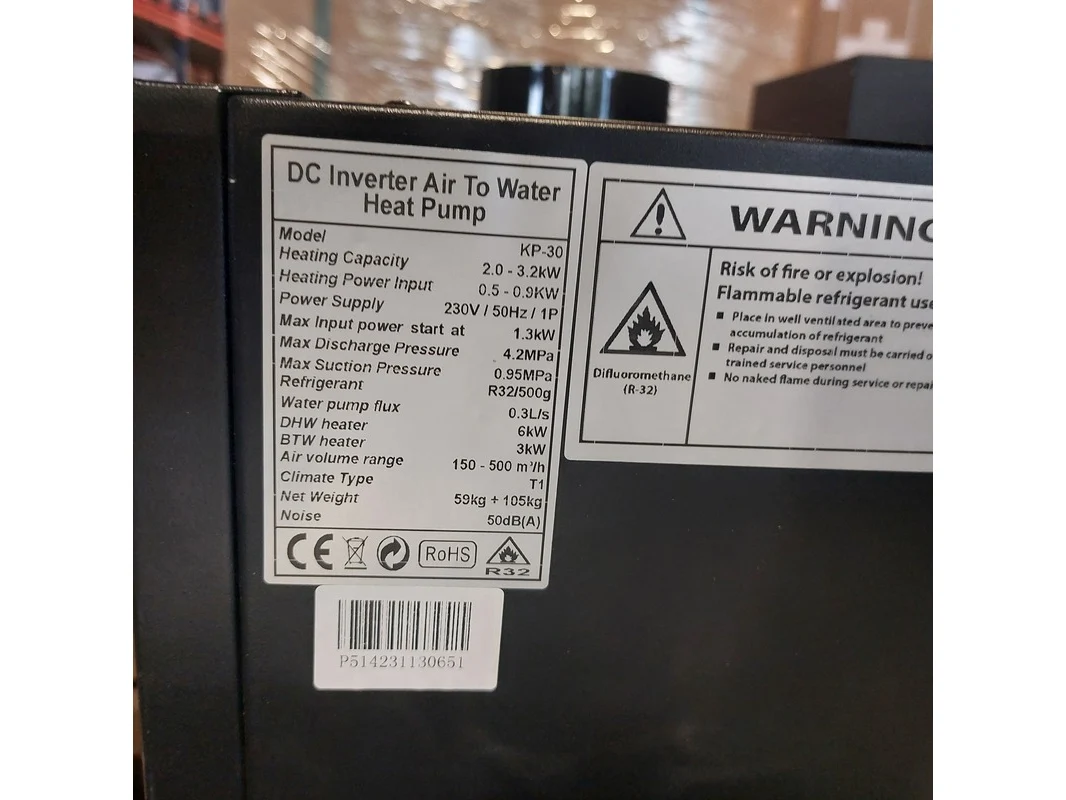 DC Inverter Air To Water
Heat Pump
Model KP-30
Heating Capacity 2.0 - 3.2kW
Heating Power Input 0.5 - 0.9KW
Power Supply 230V / 50Hz / 1P
Max Input power start at 1.3kW
Max Discharge Pressure 4.2MPa
Max Suction Pressure 0.95MPa
Refrigerant R32/500g
Water pump flux 0.3L/s
DHW heater 6kW
BTW heater 3kW
Air volume range 150 - 500 m³/h
Climate Type T1
Net Weight 59kg + 105kg
Noise 50dB(A)
CE RoHS R32
P514231130651
WARNING
Risk of fire or explosion!
Flammable refrigerant use
Place in well ventilated area to preve
accumulation of refrigerant
Repair and disposal must be carried o
trained service personnel
No naked flame during service or repai
Difluoromethane
(R-32)